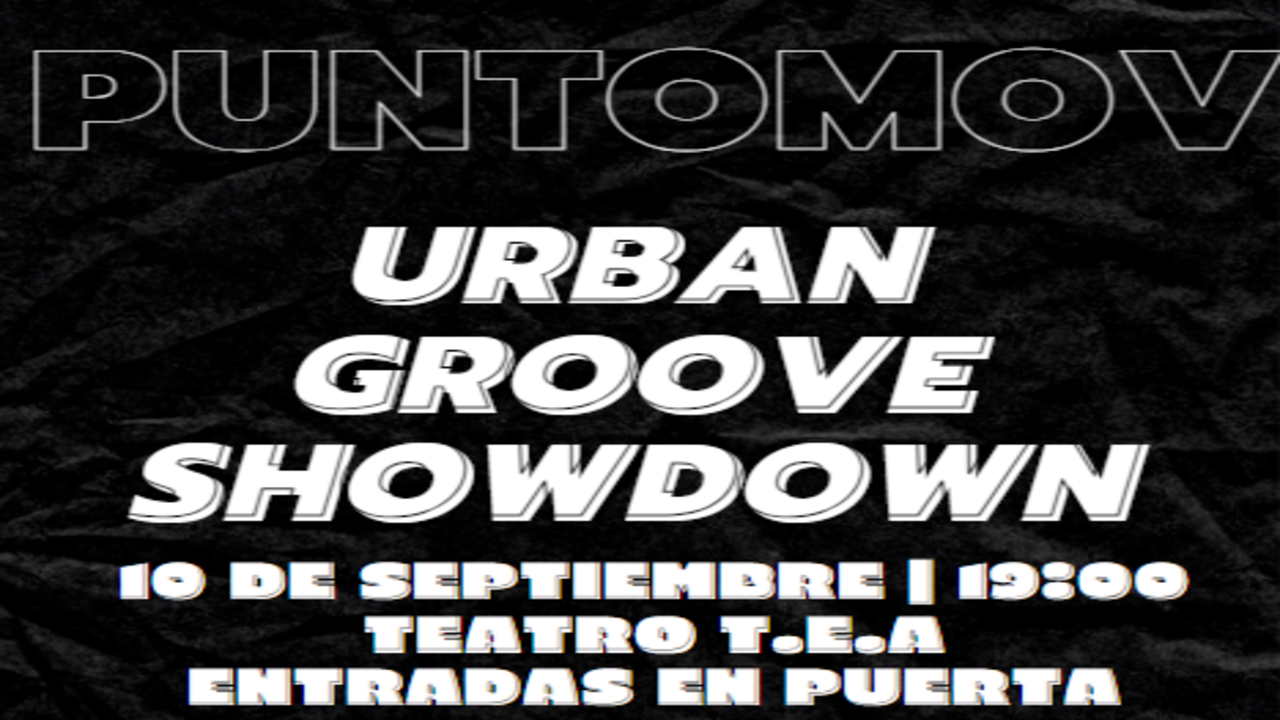 PUNTOMOV
URBAN
GROOVE
SHOWDOWN
10 DE SEPTIEMBRE | 19:00
TEATRO T.E.A
ENTRADAS EN PUERTA